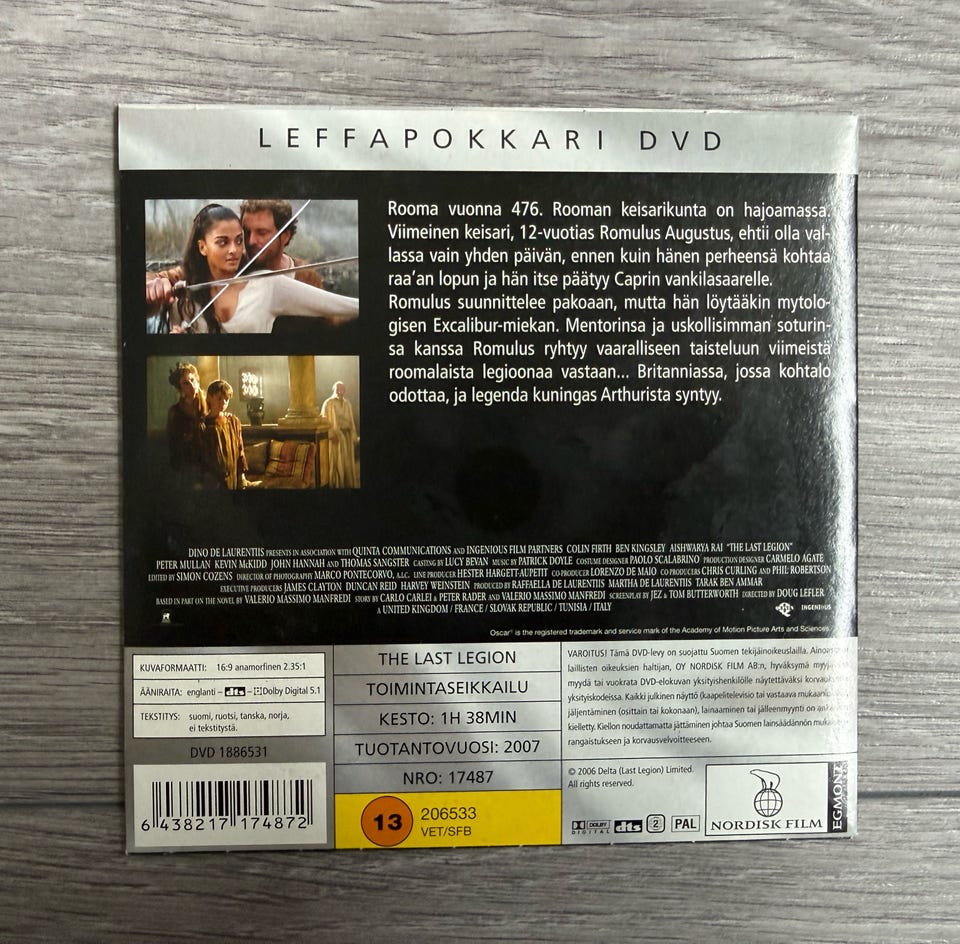 LEFFAPOKKARI DVD
Rooma vuonna 476. Rooman keisarikunta on hajoamassa.
Viimeinen keisari, 12-vuotias Romulus Augustus, ehtii olla val-
lassa vain yhden päivän, ennen kuin hänen perheensä kohtaa
raa'an lopun ja hän itse päätyy Caprin vankilasaarelle.
Romulus suunnittelee pakoaan, mutta hän löytääkin mytolo-
gisen Excalibur-miekan. Mentorinsa ja uskollisimman soturin-
sa kanssa Romulus ryhtyy vaaralliseen taisteluun viimeistä
roomalaista legioonaa vastaan... Britanniassa, jossa kohtalo
odottaa, ja legenda kuningas Arthurista syntyy.
DINO DE LAURENTIIS PRESENTS IN ASSOCIATION WITH QUINTA COMMUNICATIONS AND INGENIOUS FILM PARTNERS COLIN FIRTH BEN KINGSLEY AISHWARYA RAI "THE LAST LEGION"
PETER MULLAN KEVIN McKIDD JOHN HANNAH AND THOMAS SANGSTER CASTING BY LUCY BEVAN MUSIC BY PATRICK DOYLE COSTUME DESIGNER PAOLO SCALABRINO PRODUCTION DESIGNER CARMELO AGATE
EDITED BY SIMON COZENS DIRECTOR OF PHOTOGRAPHY MARCO PONTECORVO, A.I.C. LINE PRODUCER HESTER HARGETT-AUPETIT CO-PRODUCER LORENZO DE MAIO CO-PRODUCERS CHRIS CURLING AND PHIL ROBERTSON
EXECUTIVE PRODUCERS JAMES CLAYTON DUNCAN REID HARVEY WEINSTEIN PRODUCED BY RAFFAELLA DE LAURENTIIS MARTHA DE LAURENTIIS TARAK BEN AMMAR
BASED IN PART ON THE NOVEL BY VALERIO MASSIMO MANFREDI STORY BY CARLO CARLEI & PETER RADER AND VALERIO MASSIMO MANFREDI SCREENPLAY BY JEZ & TOM BUTTERWORTH DIRECTED BY DOUG LEFLER
A UNITED KINGDOM / FRANCE / SLOVAK REPUBLIC / TUNISIA / ITALY
INGENIOUS
Oscar® is the registered trademark and service mark of the Academy of Motion Picture Arts and Sciences.
KUVAFORMAATTI: 16:9 anamorfinen 2.35:1
ÄÄNIRAITA: englanti – dts – Dolby Digital 5.1
TEKSTITYS: suomi, ruotsi, tanska, norja,
ei tekstitystä.
DVD 1886531
6 438217 174872
THE LAST LEGION
TOIMINTASEIKKAILU
KESTO: 1H 38MIN
TUOTANTOVUOSI: 2007
NRO: 17487
13 206533
VET/SFB
VAROITUS! Tämä DVD-levy on suojattu Suomen tekijäinoikeuslailla.
laillisten oikeuksien haltijan, OY NORDISK FILM AB:n, hyväksymä
myydä tai vuokrata DVD-elokuvan yksityishenkilölle näytettäväksi
yksityiskodeissa. Kaikki julkinen näyttö (kaapelitelevisio tai vastaava
jäljentäminen (osittain tai kokonaan), lainaaminen tai jälleenmyynti on
kielletty. Kiellon noudattamatta jättäminen johtaa Suomen lainsäädännön
rangaistukseen ja korvausvelvoitteeseen.
© 2006 Delta (Last Legion) Limited.
All rights reserved.
DOLBY DIGITAL dts 2 PAL
NORDISK FILM
EGMONT